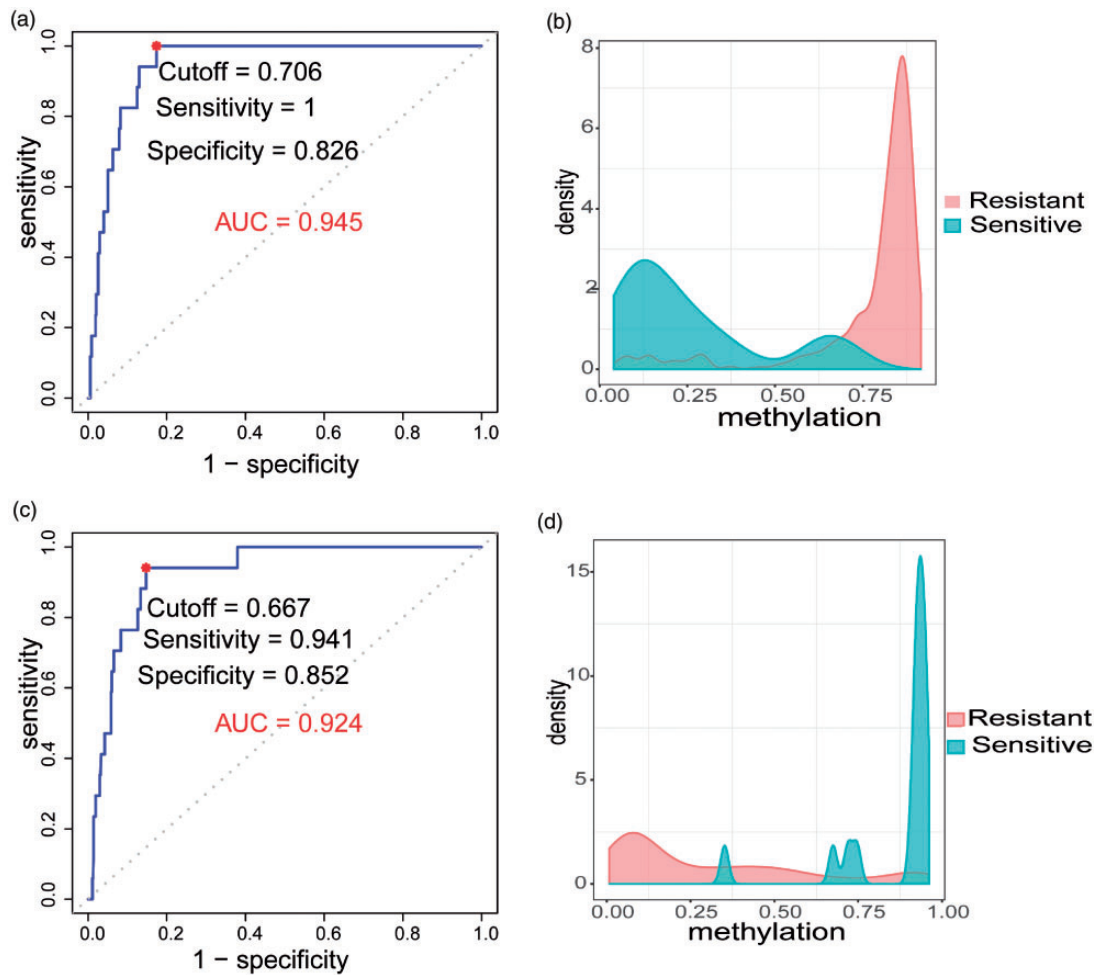 (a)
1.0
0.8
0.6
0.4
0.2
0.0
sensitivity
Cutoff = 0.706
Sensitivity = 1
Specificity = 0.826
AUC = 0.945
0.0 0.2 0.4 0.6 0.8 1.0
1 − specificity
(b)
8
6
4
2
0
density
0.00 0.25 0.50 0.75
methylation
Resistant
Sensitive
(c)
1.0
0.8
0.6
0.4
0.2
0.0
sensitivity
Cutoff = 0.667
Sensitivity = 0.941
Specificity = 0.852
AUC = 0.924
0.0 0.2 0.4 0.6 0.8 1.0
1 − specificity
(d)
15
10
5
0
density
0.00 0.25 0.50 0.75 1.00
methylation
Resistant
Sensitive